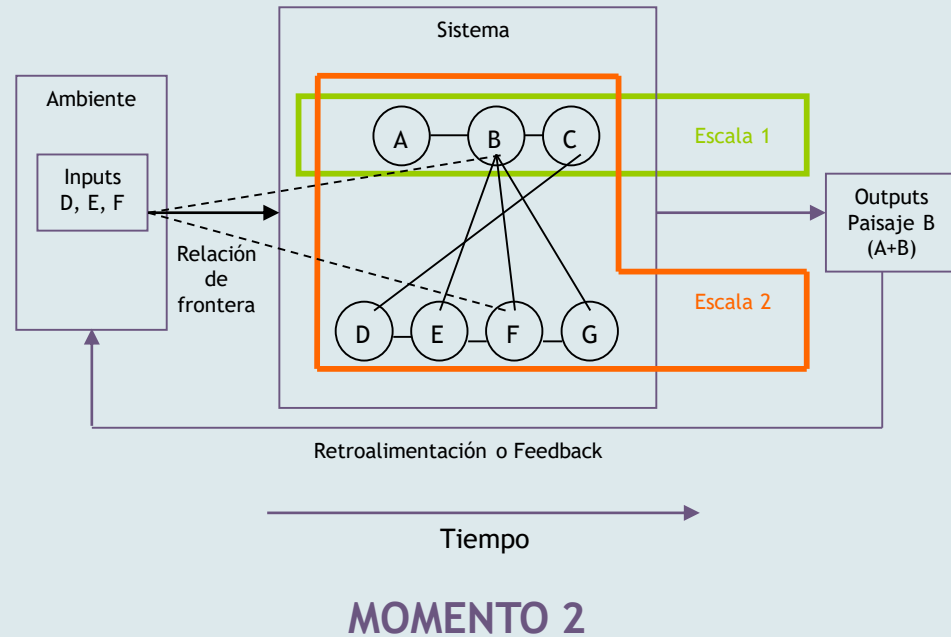 Sistema
Ambiente
Inputs
D, E, F
Relación
de
frontera
A
B
C
Escala 1
D
E
F
G
Escala 2
Outputs
Paisaje B
(A+B)
Retroalimentación o Feedback
Tiempo
MOMENTO 2